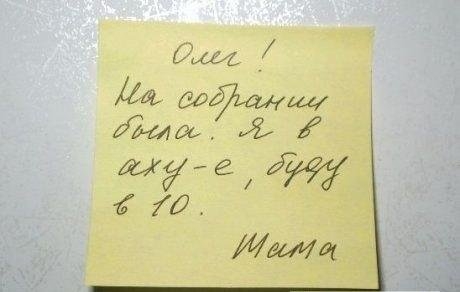 Олег!
На собрании
была. Я в
аху-е, буду
в 10.
Мама